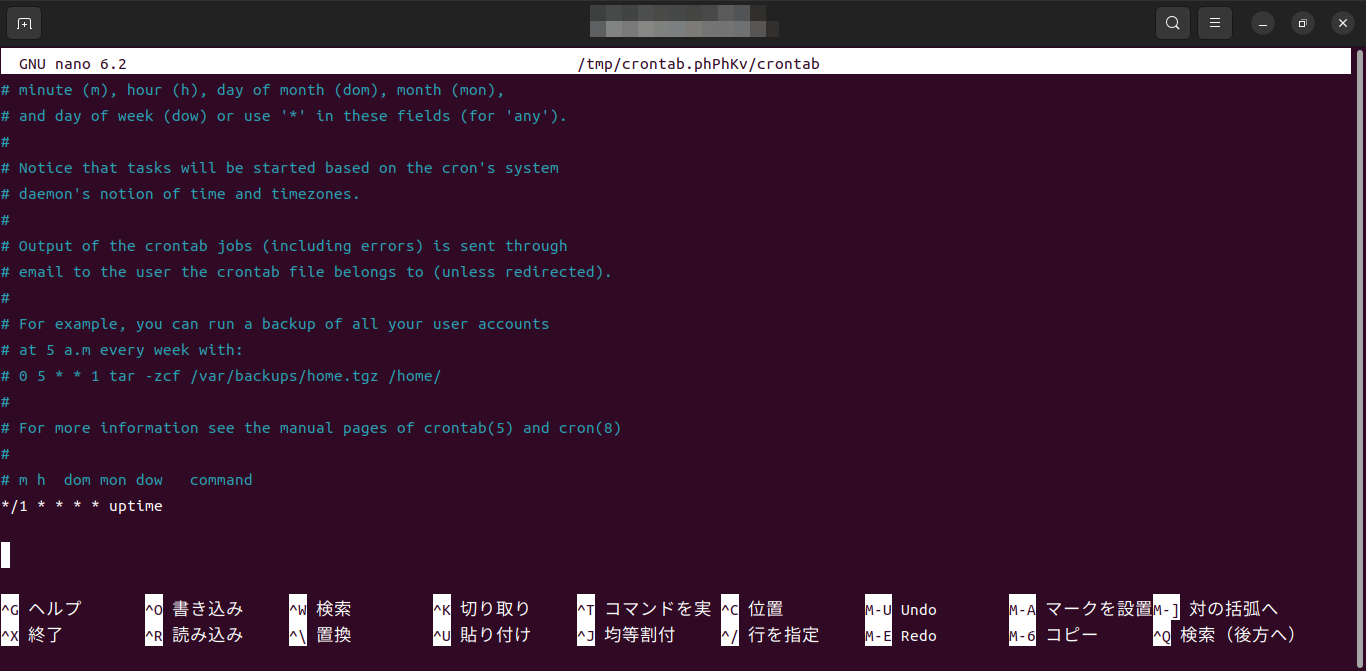 GNU nano 6.2 /tmp/crontab.phPhKv/crontab
# minute (m), hour (h), day of month (dom), month (mon),
# and day of week (dow) or use '*' in these fields (for 'any').
#
# Notice that tasks will be started based on the cron's system
# daemon's notion of time and timezones.
#
# Output of the crontab jobs (including errors) is sent through
# email to the user the crontab file belongs to (unless redirected).
#
# For example, you can run a backup of all your user accounts
# at 5 a.m every week with:
# 0 5 * * 1 tar -zcf /var/backups/home.tgz /home/
#
# For more information see the manual pages of crontab(5) and cron(8)
#
# m h  dom mon dow   command
*/1 * * * * uptime
^G ヘルプ ^O 書き込み ^W 検索 ^K 切り取り ^T コマンドを実 ^C 位置 M-U Undo M-A マークを設置 M-] 対の括弧へ
^X 終了 ^R 読み込み ^\ 置換 ^U 貼り付け ^J 均等割付 ^/ 行を指定 M-E Redo M-6 コピー ^Q 検索（後方へ）